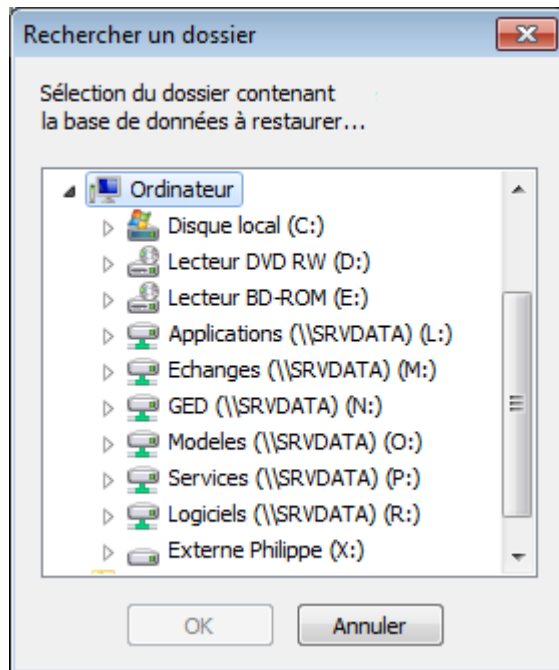 Rechercher un dossier
Sélection du dossier contenant
la base de données à restaurer...
Ordinateur
Disque local (C:)
Lecteur DVD RW (D:)
Lecteur BD-ROM (E:)
Applications (\\SRVDATA) (L:)
Echanges (\\SRVDATA) (M:)
GED (\\SRVDATA) (N:)
Modeles (\\SRVDATA) (O:)
Services (\\SRVDATA) (P:)
Logiciels (\\SRVDATA) (R:)
Externe Philippe (X:)
OK Annuler